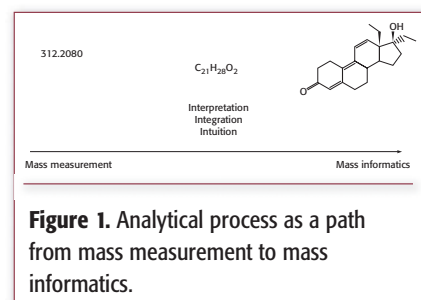 312.2080
C₂₁H₂₈O₂
OH
O
Interpretation
Integration
Intuition
Mass measurement Mass informatics
Figure 1. Analytical process as a path
from mass measurement to mass
informatics.